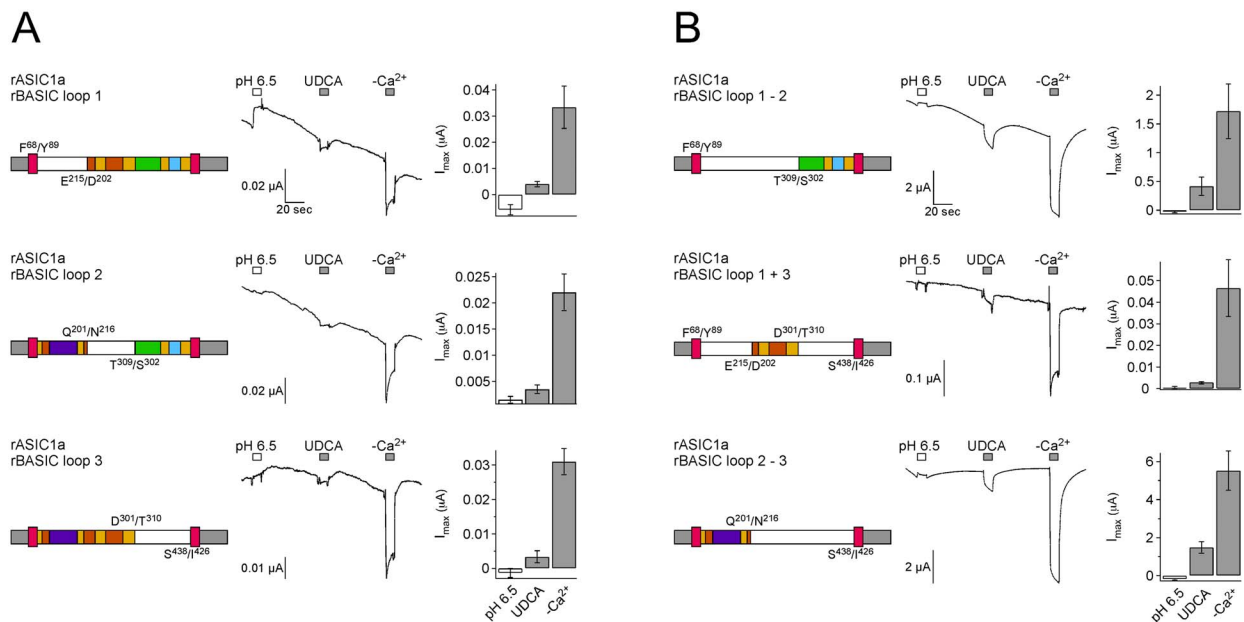 A
rASIC1a
rBASIC loop 1
F68/Y89
E215/D202
pH 6.5
UDCA
-Ca2+
0.02 µA
20 sec
Imax (µA)
0.04
0.03
0.02
0.01
0
rASIC1a
rBASIC loop 2
Q201/N216
T309/S302
pH 6.5
UDCA
-Ca2+
0.02 µA
Imax (µA)
0.025
0.020
0.015
0.01
0.005
rASIC1a
rBASIC loop 3
D301/T310
S438/I426
pH 6.5
UDCA
-Ca2+
0.01 µA
Imax (µA)
0.03
0.02
0.01
0
pH 6.5
UDCA
-Ca2+
B
rASIC1a
rBASIC loop 1 - 2
F68/Y89
T309/S302
pH 6.5
UDCA
-Ca2+
2 µA
20 sec
Imax (µA)
2
1.5
1
0.5
0
rASIC1a
rBASIC loop 1 + 3
F68/Y89
D301/T310
E215/D202
S438/I426
pH 6.5
UDCA
-Ca2+
0.1 µA
Imax (µA)
0.05
0.04
0.03
0.02
0.01
0
rASIC1a
rBASIC loop 2 - 3
Q201/N216
S438/I426
pH 6.5
UDCA
-Ca2+
2 µA
Imax (µA)
6
4
2
0
pH 6.5
UDCA
-Ca2+